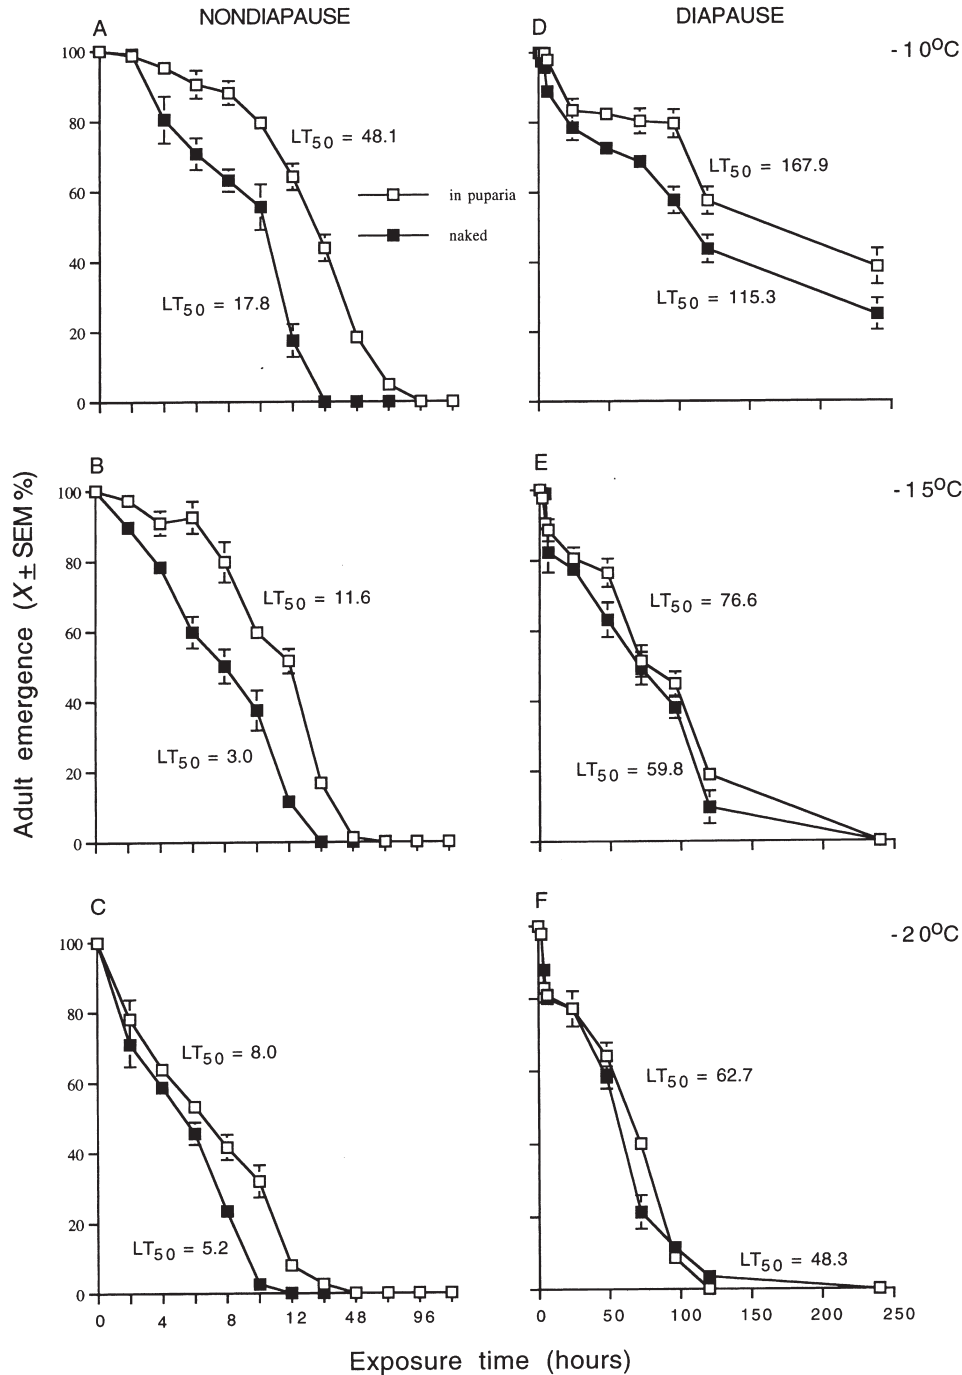 NONDIAPAUSE
DIAPAUSE
A
100
80
60
40
20
0
LT50 = 48.1
LT50 = 17.8
in puparia
naked
D
-10°C
LT50 = 167.9
LT50 = 115.3
B
100
80
60
40
20
0
LT50 = 11.6
LT50 = 3.0
E
-15°C
LT50 = 76.6
LT50 = 59.8
Adult emergence (X ± SEM %)
C
100
80
60
40
20
0
LT50 = 8.0
LT50 = 5.2
0 4 8 12 48 96
F
-20°C
LT50 = 62.7
LT50 = 48.3
0 50 100 150 200 250
Exposure time (hours)